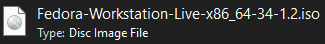 Fedora-Workstation-Live-x86_64-34-1.2.iso
Type: Disc Image File